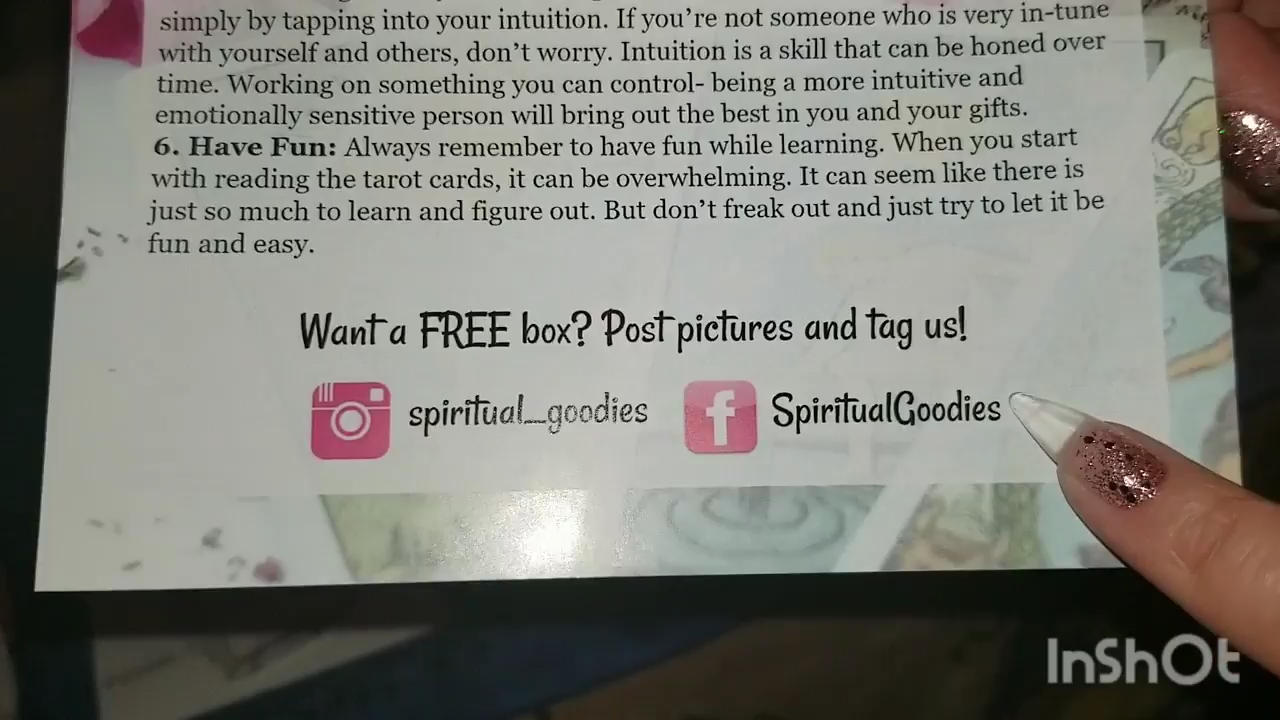 simply by tapping into your intuition. If you're not someone who is very in-tune
with yourself and others, don't worry. Intuition is a skill that can be honed over
time. Working on something you can control- being a more intuitive and
emotionally sensitive person will bring out the best in you and your gifts.
6. Have Fun: Always remember to have fun while learning. When you start
with reading the tarot cards, it can be overwhelming. It can seem like there is
just so much to learn and figure out. But don't freak out and just try to let it be
fun and easy.
Want a FREE box? Post pictures and tag us!
spiritual_goodies
SpiritualGoodies
InShOt